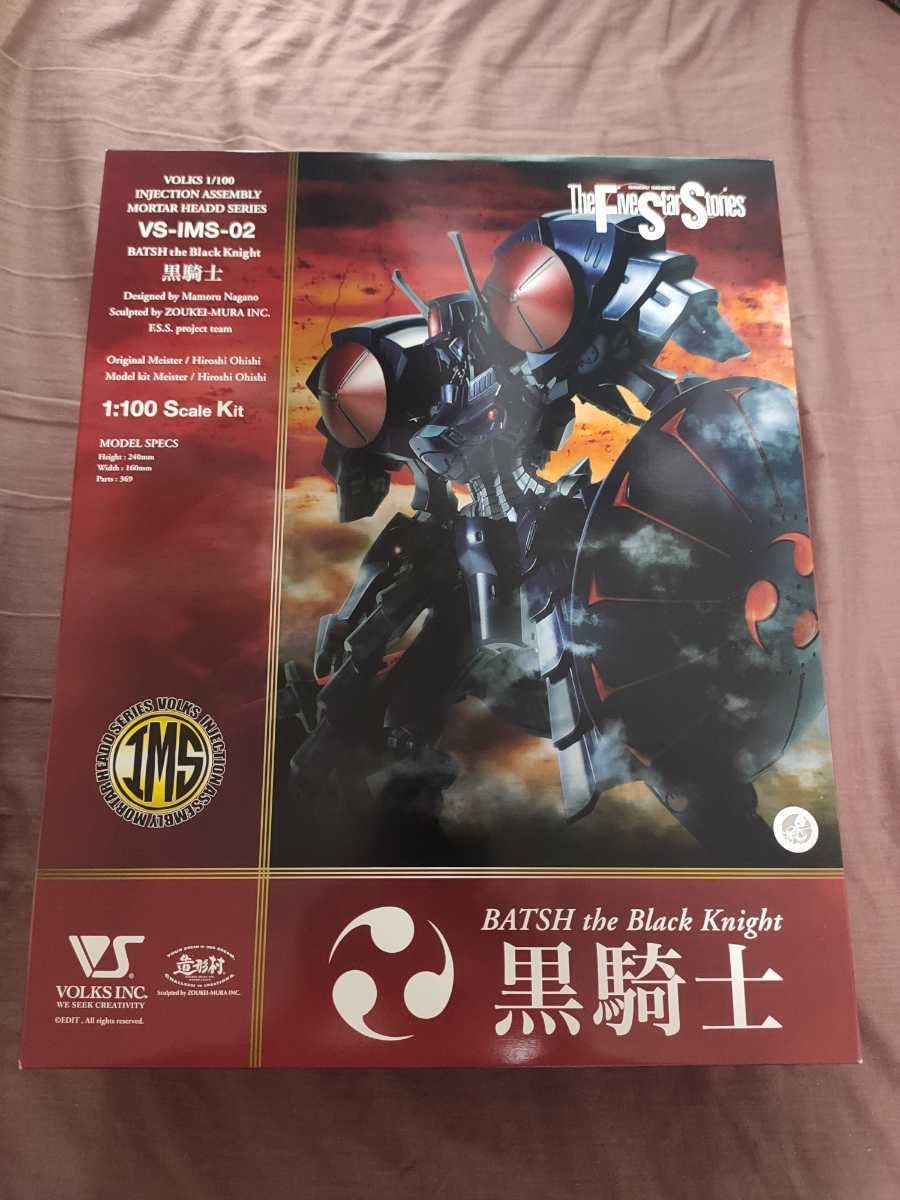 VOLKS 1/100
INJECTION ASSEMBLY
MORTAR HEADD SERIES
VS-IMS-02
BATSH the Black Knight
黒騎士
Designed by Mamoru Nagano
Sculpted by ZOUKEI-MURA INC.
F.S.S. project team
Original Meister / Hiroshi Ohishi
Model kit Meister / Hiroshi Ohishi
1:100 Scale Kit
MODEL SPECS
Height : 240mm
Width : 160mm
Parts : 369
The Five Star Stories
VOLKS INJECTION ASSEMBLY MORTAR HEADD SERIES
IMS
BATSH the Black Knight
黒騎士
VS
VOLKS INC.
WE SEEK CREATIVITY
©EDIT , All rights reserved.
造形村
Sculpted by ZOUKEI-MURA INC.